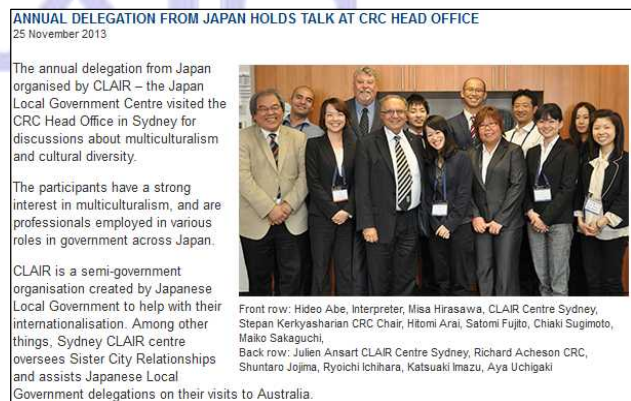 ANNUAL DELEGATION FROM JAPAN HOLDS TALK AT CRC HEAD OFFICE
25 November 2013
The annual delegation from Japan
organised by CLAIR – the Japan
Local Government Centre visited the
CRC Head Office in Sydney for
discussions about multiculturalism
and cultural diversity.
The participants have a strong
interest in multiculturalism, and are
professionals employed in various
roles in government across Japan.
CLAIR is a semi-government
organisation created by Japanese
Local Government to help with their
internationalisation. Among other
things, Sydney CLAIR centre
oversees Sister City Relationships
and assists Japanese Local
Government delegations on their visits to Australia.
Front row: Hideo Abe, Interpreter, Misa Hirasawa, CLAIR Centre Sydney,
Stepan Kerkyasharian CRC Chair, Hitomi Arai, Satomi Fujito, Chiaki Sugimoto,
Maiko Sakaguchi,
Back row: Julien Ansart CLAIR Centre Sydney, Richard Acheson CRC,
Shuntaro Jojima, Ryoichi Ichihara, Katsuaki Imazu, Aya Uchigaki